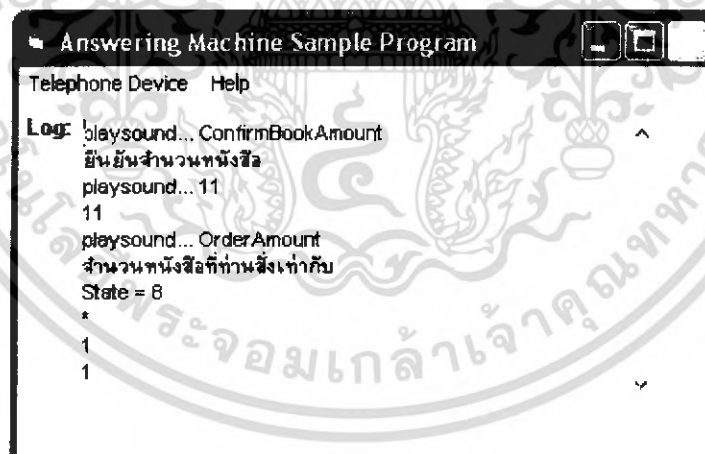 Answering Machine Sample Program
Telephone Device Help
Log: playsound... ConfirmBookAmount
ยืนยันจำนวนหนังสือ
playsound... 11
11
playsound... OrderAmount
จำนวนหนังสือที่ท่านสั่งเท่ากับ
State = 8
*
1
1